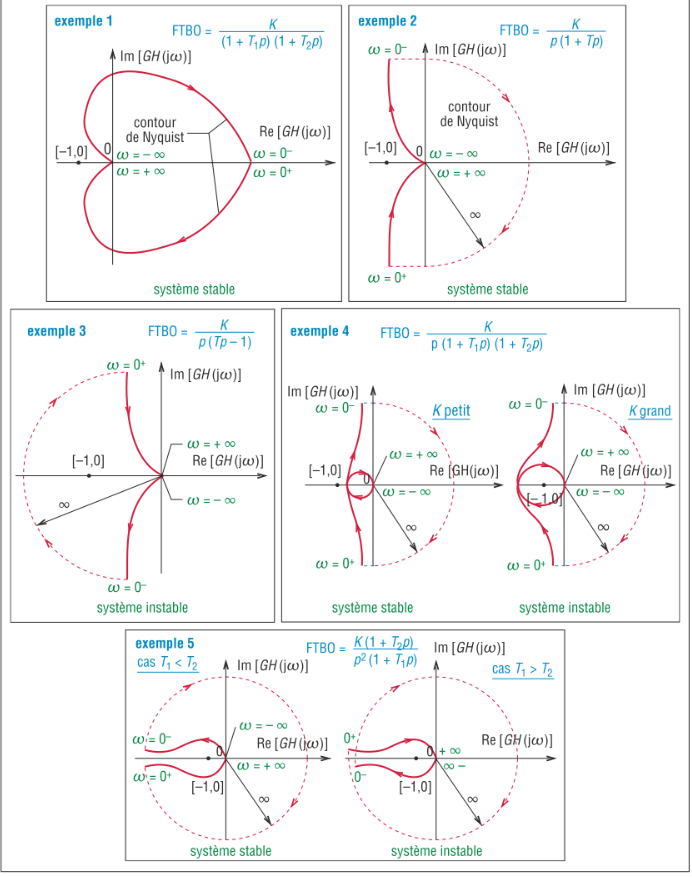 exemple 1
FTBO = K
(1 + T₁p) (1 + T₂p)
Im [GH (jω)]
contour
de Nyquist
Re [GH (jω)]
[–1,0]
0
ω = – ∞
ω = 0⁻
ω = + ∞
ω = 0⁺
système stable
exemple 2
FTBO = K
p (1 + Tp)
ω = 0⁻
Im [GH (jω)]
contour
de Nyquist
[–1,0]
0
ω = – ∞
Re [GH (jω)]
ω = + ∞
∞
ω = 0⁺
système stable
exemple 3
FTBO = K
p (Tp – 1)
ω = 0⁺
Im [GH (jω)]
ω = + ∞
[–1,0]
Re [GH (jω)]
ω = – ∞
∞
ω = 0⁻
système instable
exemple 4
FTBO = K
p (1 + T₁p) (1 + T₂p)
Im [GH (jω)]
ω = 0⁻
K petit
ω = + ∞
[–1,0]
0
Re [GH(jω)]
ω = – ∞
∞
ω = 0⁺
système stable
Im [GH (jω)]
ω = 0⁻
K grand
ω = + ∞
Re [GH (jω)]
[–1,0]
ω = – ∞
∞
ω = 0⁺
système instable
exemple 5
FTBO = K (1 + T₂p)
p² (1 + T₁p)
cas T₁ < T₂
Im [GH (jω)]
ω = 0⁻
ω = – ∞
Re [GH (jω)]
0
ω = + ∞
ω = 0⁺
[–1,0]
∞
système stable
Im [GH (jω)]
cas T₁ > T₂
0⁺
Re [GH (jω)]
0
+ ∞
∞ –
0⁻
[–1,0]
∞
système instable